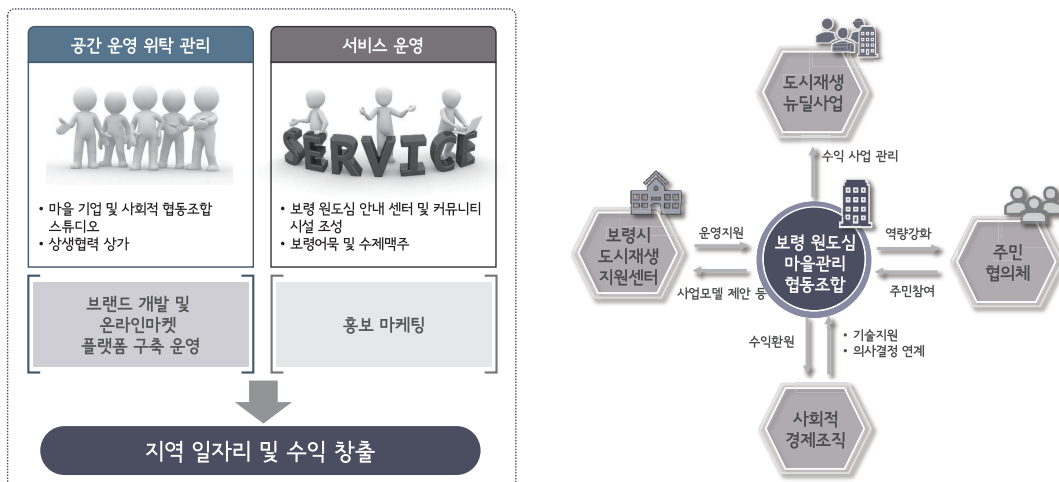 공간 운영 위탁 관리
• 마을 기업 및 사회적 협동조합
스튜디오
• 상생협력 상가
브랜드 개발 및
온라인마켓
플랫폼 구축 운영
서비스 운영
SERVICE
• 보령 원도심 안내 센터 및 커뮤니티
시설 조성
• 보령어묵 및 수제맥주
홍보 마케팅
지역 일자리 및 수익 창출
도시재생
뉴딜사업
수익 사업 관리
보령시
도시재생
지원센터
운영지원
사업모델 제안 등
보령 원도심
마을관리
협동조합
역량강화
주민참여
주민
협의체
수익환원
• 기술지원
• 의사결정 연계
사회적
경제조직